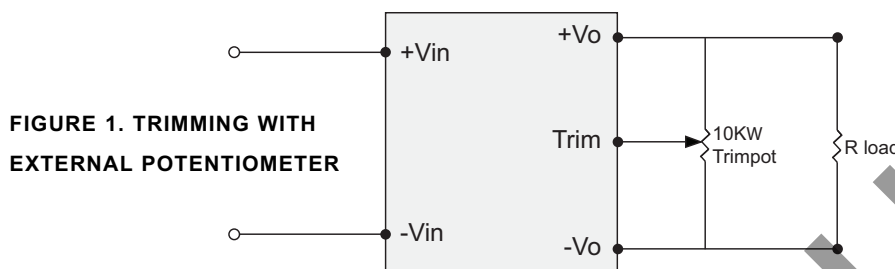 +Vo
+Vin
FIGURE 1. TRIMMING WITH
EXTERNAL POTENTIOMETER
Trim
10KW
Trimpot
R load
-Vin
-Vo